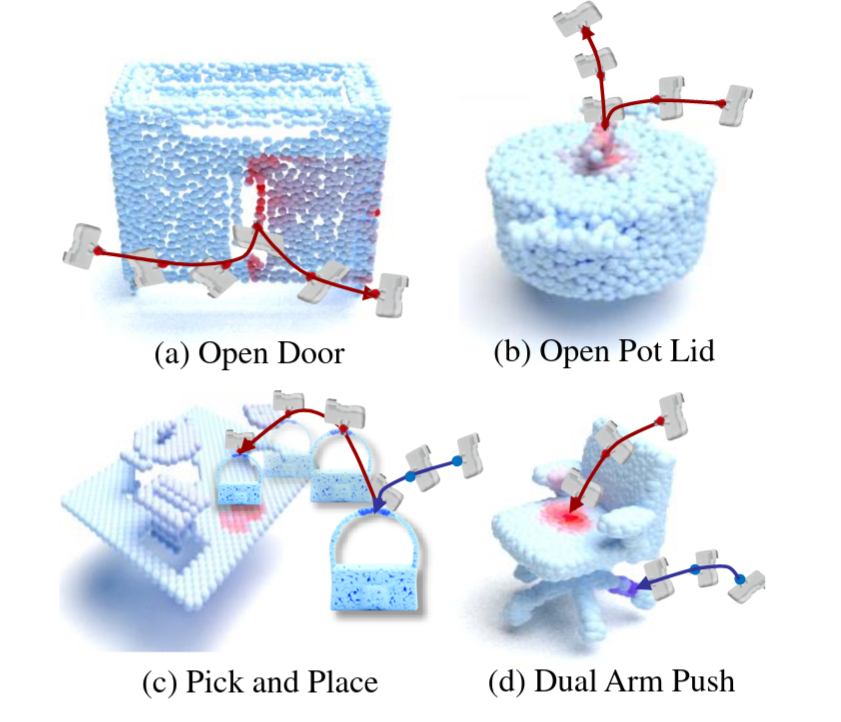 (a) Open Door
(b) Open Pot Lid
(c) Pick and Place
(d) Dual Arm Push